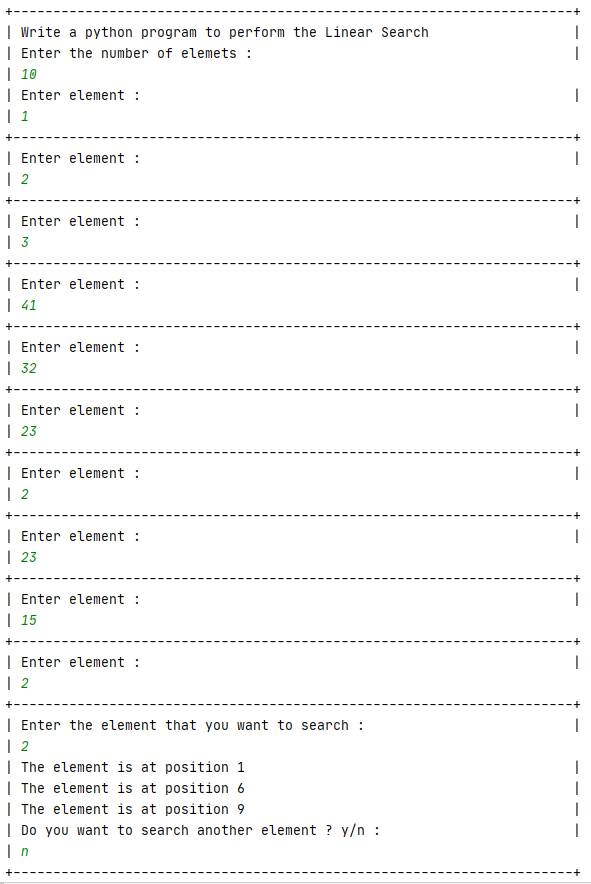 +----------------------------------------------------------------------+
| Write a python program to perform the Linear Search                  |
| Enter the number of elemets :                                        |
| 10
| Enter element :                                                      |
| 1
+----------------------------------------------------------------------+
| Enter element :                                                      |
| 2
+----------------------------------------------------------------------+
| Enter element :                                                      |
| 3
+----------------------------------------------------------------------+
| Enter element :                                                      |
| 41
+----------------------------------------------------------------------+
| Enter element :                                                      |
| 32
+----------------------------------------------------------------------+
| Enter element :                                                      |
| 23
+----------------------------------------------------------------------+
| Enter element :                                                      |
| 2
+----------------------------------------------------------------------+
| Enter element :                                                      |
| 23
+----------------------------------------------------------------------+
| Enter element :                                                      |
| 15
+----------------------------------------------------------------------+
| Enter element :                                                      |
| 2
+----------------------------------------------------------------------+
| Enter the element that you want to search :                          |
| 2
| The element is at position 1                                         |
| The element is at position 6                                         |
| The element is at position 9                                         |
| Do you want to search another element ? y/n :                        |
| n
+----------------------------------------------------------------------+